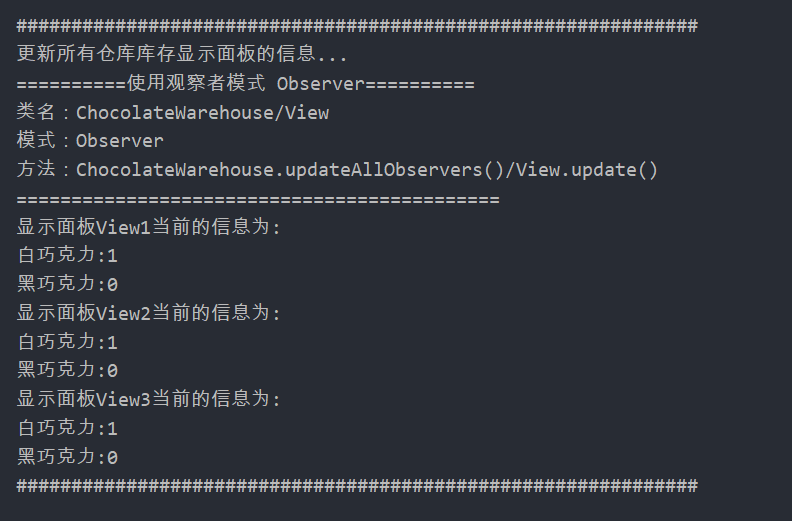 ##############################################################
更新所有仓库库存显示面板的信息...
==========使用观察者模式 Observer==========
类名：ChocolateWarehouse/View
模式：Observer
方法：ChocolateWarehouse.updateAllObservers()/View.update()
============================================
显示面板View1当前的信息为:
白巧克力:1
黑巧克力:0
显示面板View2当前的信息为:
白巧克力:1
黑巧克力:0
显示面板View3当前的信息为:
白巧克力:1
黑巧克力:0
##############################################################